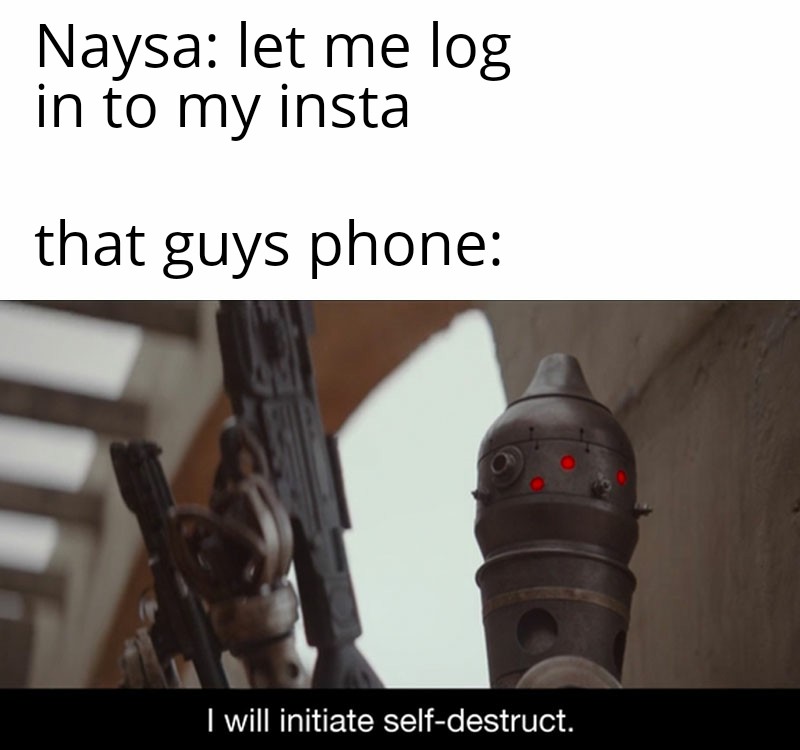 Naysa: let me log
in to my insta
that guys phone:
I will initiate self-destruct.